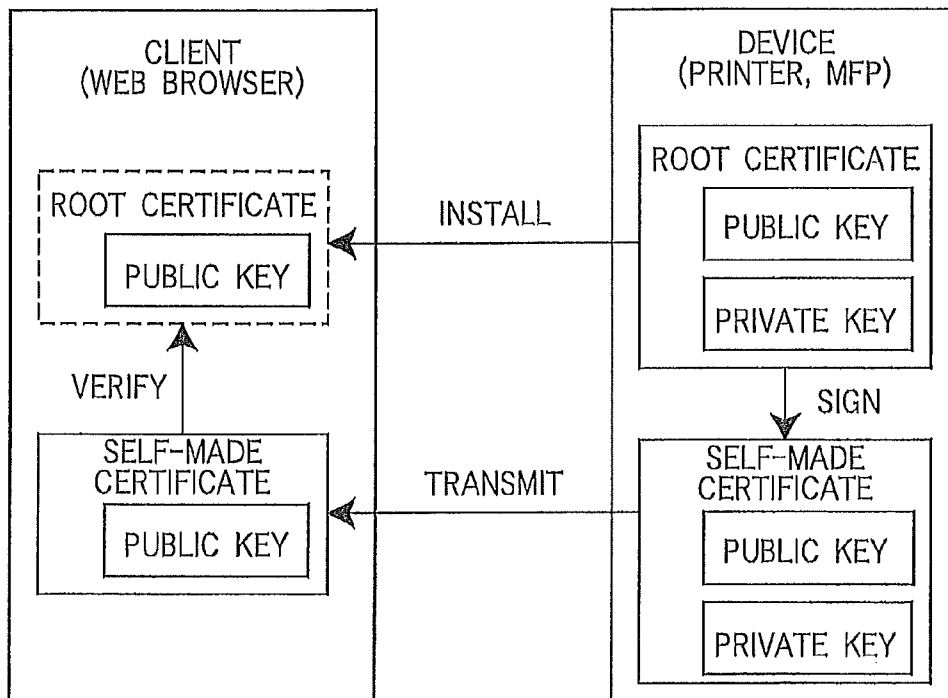 CLIENT
(WEB BROWSER)
ROOT CERTIFICATE
PUBLIC KEY
VERIFY
SELF-MADE
CERTIFICATE
PUBLIC KEY
INSTALL
TRANSMIT
DEVICE
(PRINTER, MFP)
ROOT CERTIFICATE
PUBLIC KEY
PRIVATE KEY
SIGN
SELF-MADE
CERTIFICATE
PUBLIC KEY
PRIVATE KEY